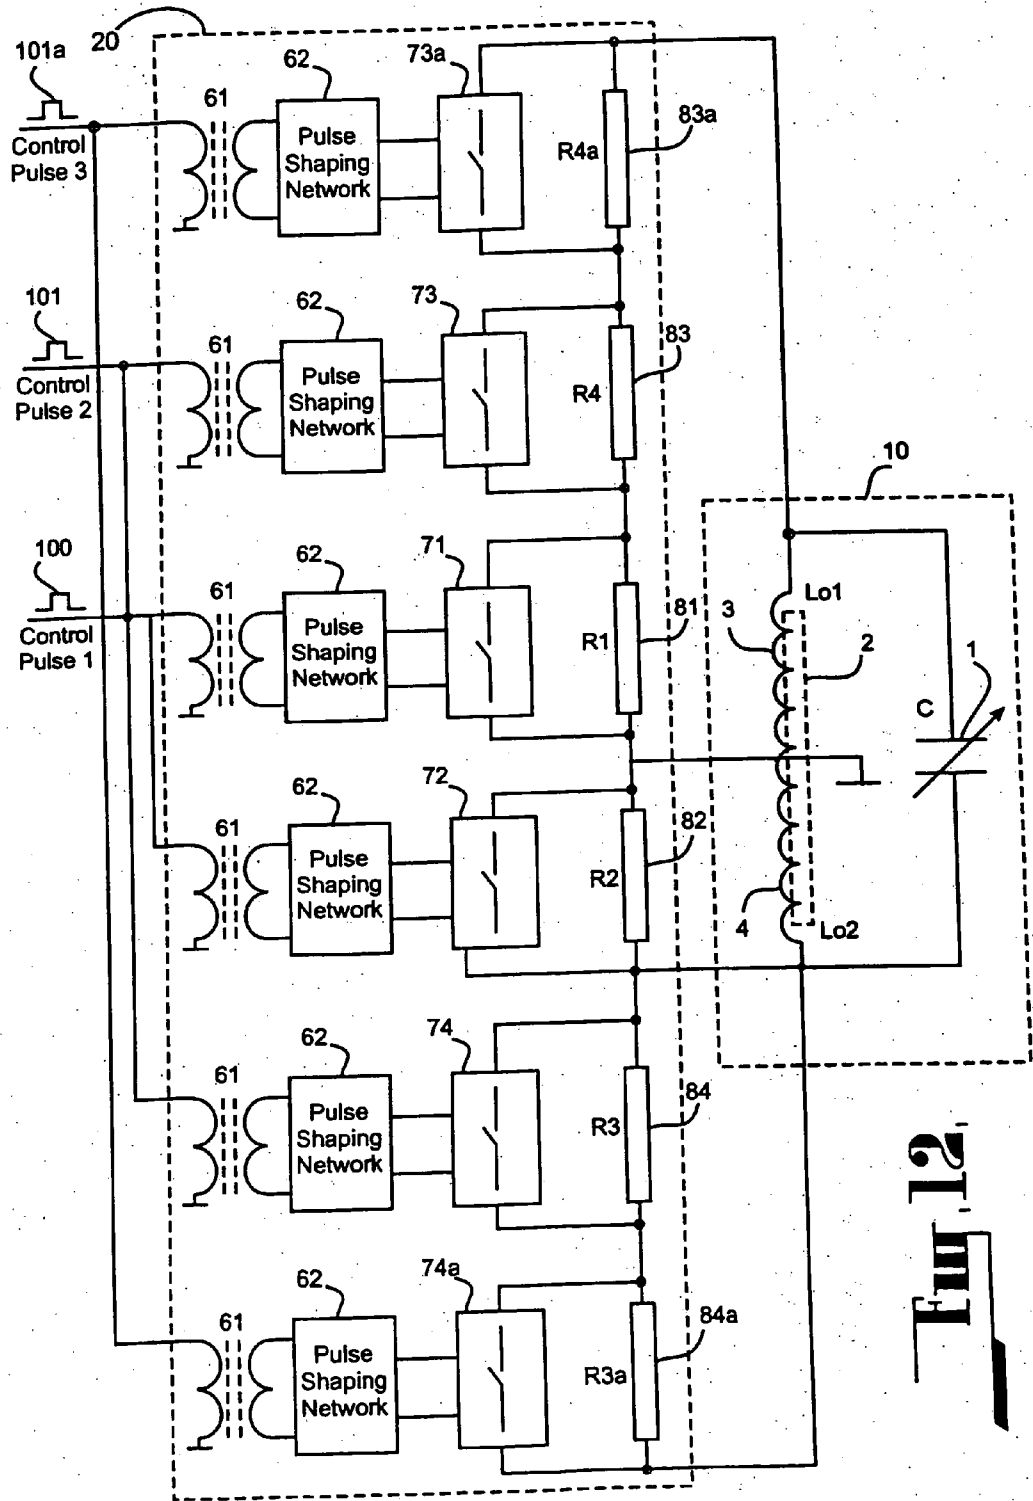 20
101a
61
62
73a
83a
Control
Pulse 3
Pulse
Shaping
Network
R4a
101
61
62
73
83
Control
Pulse 2
Pulse
Shaping
Network
R4
10
100
61
62
71
81
Control
Pulse 1
Pulse
Shaping
Network
R1
3
Lo1
2
1
C
61
62
72
82
Pulse
Shaping
Network
R2
4
Lo2
61
62
74
84
Pulse
Shaping
Network
R3
61
62
74a
84a
Pulse
Shaping
Network
R3a
Fig. 12